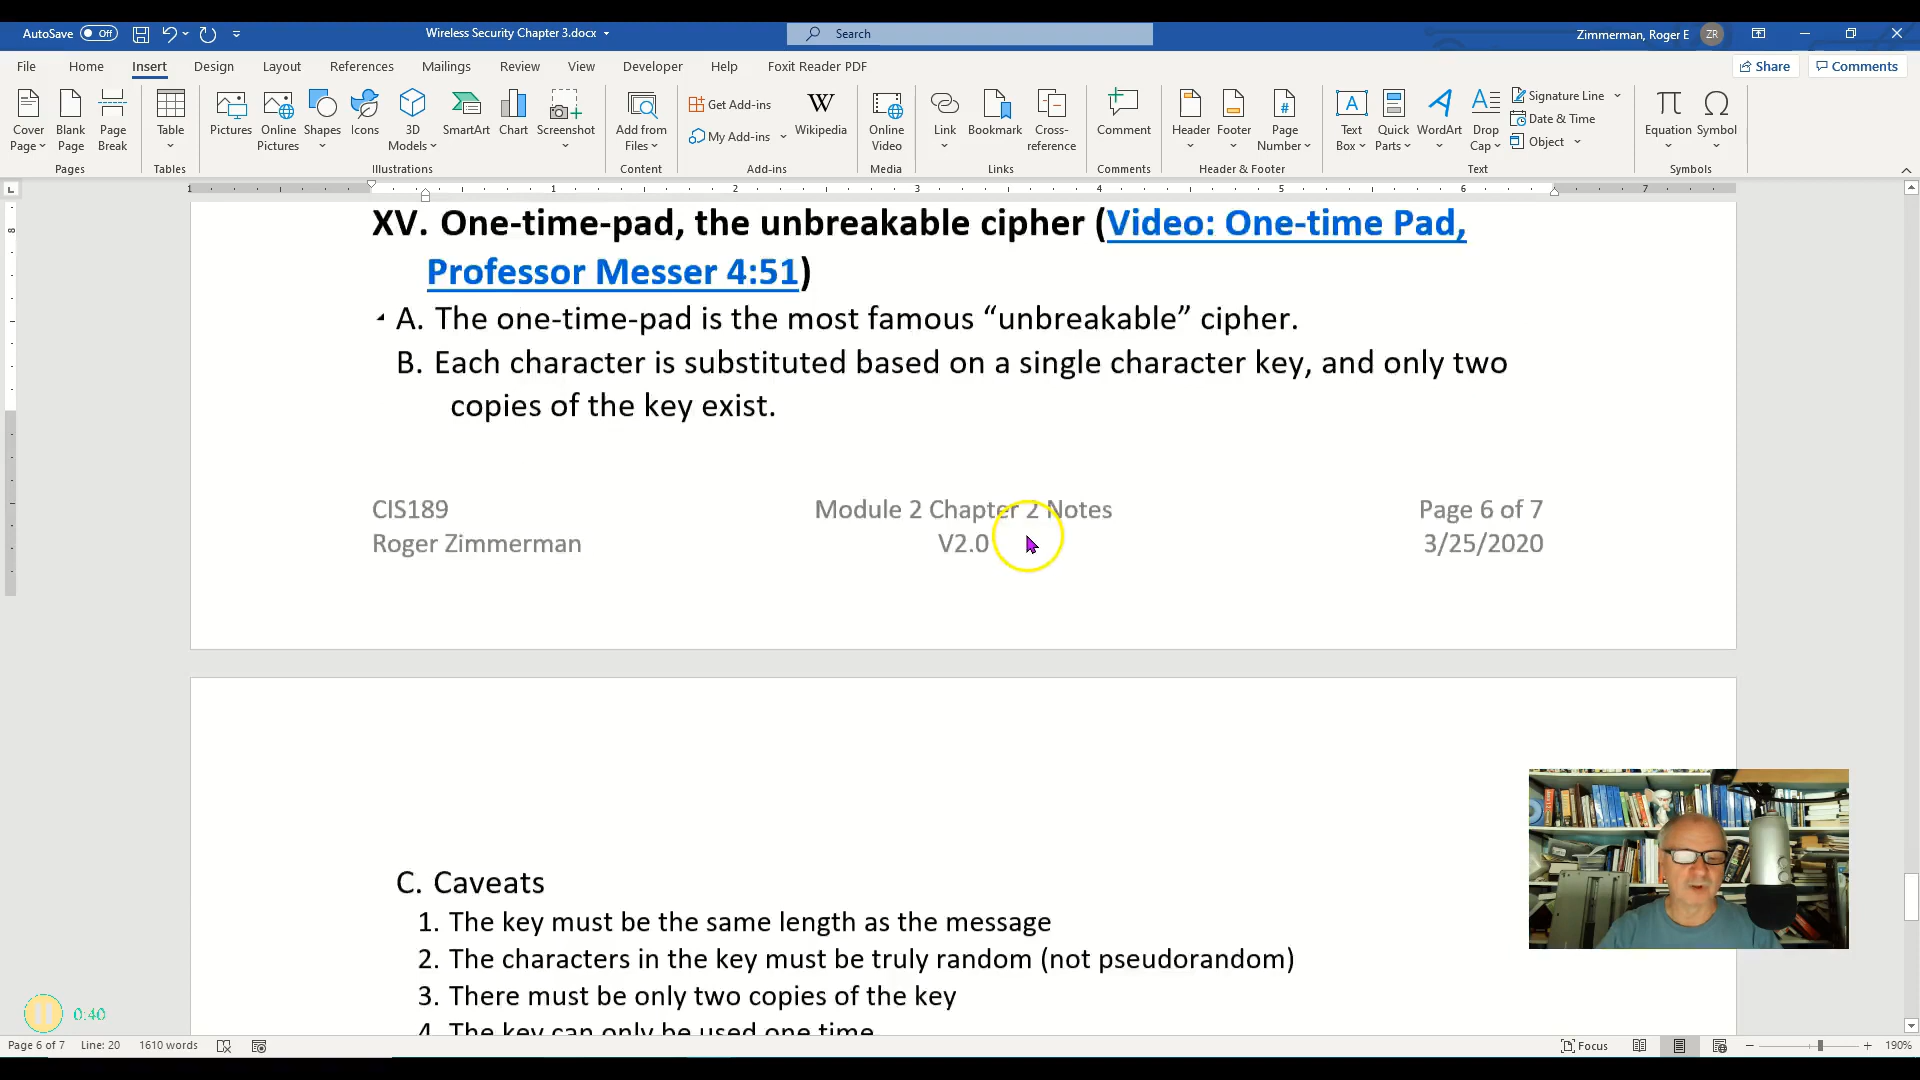 AutoSave Off
Wireless Security Chapter 3.docx
Search
Zimmerman, Roger E ZR
File Home Insert Design Layout References Mailings Review View Developer Help Foxit Reader PDF
Share Comments
Cover Page
Blank Page
Page Break
Pages
Table
Tables
Pictures
Online Pictures
Shapes
Icons
3D Models
SmartArt
Chart
Screenshot
Illustrations
Add from Files
Content
Get Add-ins
My Add-ins
Wikipedia
Add-ins
Online Video
Media
Link
Bookmark
Cross-reference
Links
Comment
Comments
Header
Footer
Page Number
Header & Footer
Text Box
Quick Parts
WordArt
Drop Cap
Signature Line
Date & Time
Object
Text
Equation
Symbol
Symbols
1 1 2 3 4 5 6 7
8
XV. One-time-pad, the unbreakable cipher (Video: One-time Pad,
Professor Messer 4:51)
A. The one-time-pad is the most famous “unbreakable” cipher.
B. Each character is substituted based on a single character key, and only two
copies of the key exist.
CIS189 Module 2 Chapter 2 Notes Page 6 of 7
Roger Zimmerman V2.0 3/25/2020
C. Caveats
1. The key must be the same length as the message
2. The characters in the key must be truly random (not pseudorandom)
3. There must be only two copies of the key
4. The key can only be used one time
0:40
Page 6 of 7 Line: 20 1610 words
Focus
190%